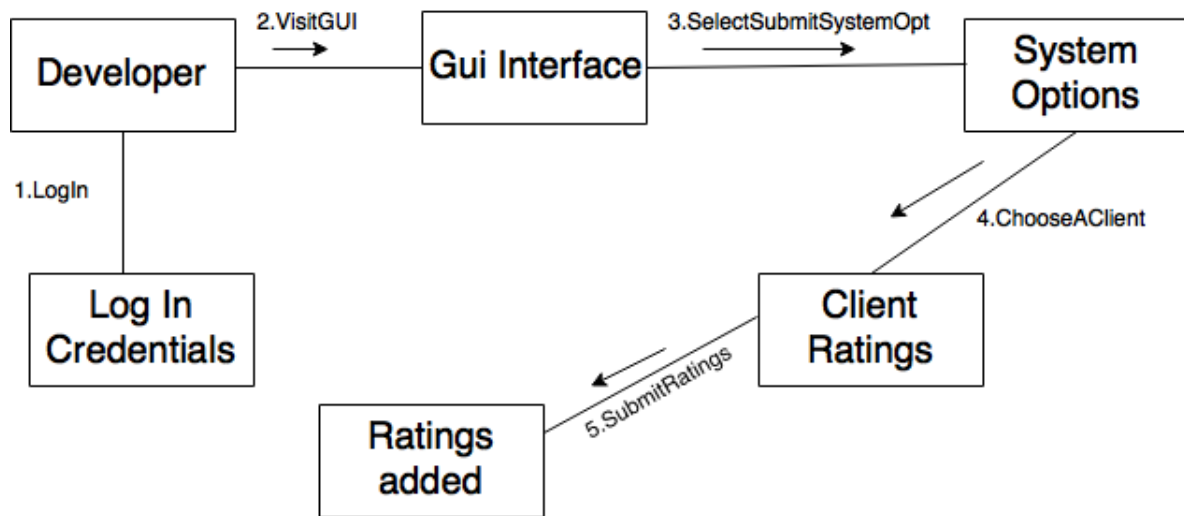 2.VisitGUI
3.SelectSubmitSystemOpt
Developer
Gui Interface
System
Options
1.LogIn
4.ChooseAClient
Log In
Credentials
Client
Ratings
5.SubmitRatings
Ratings
added